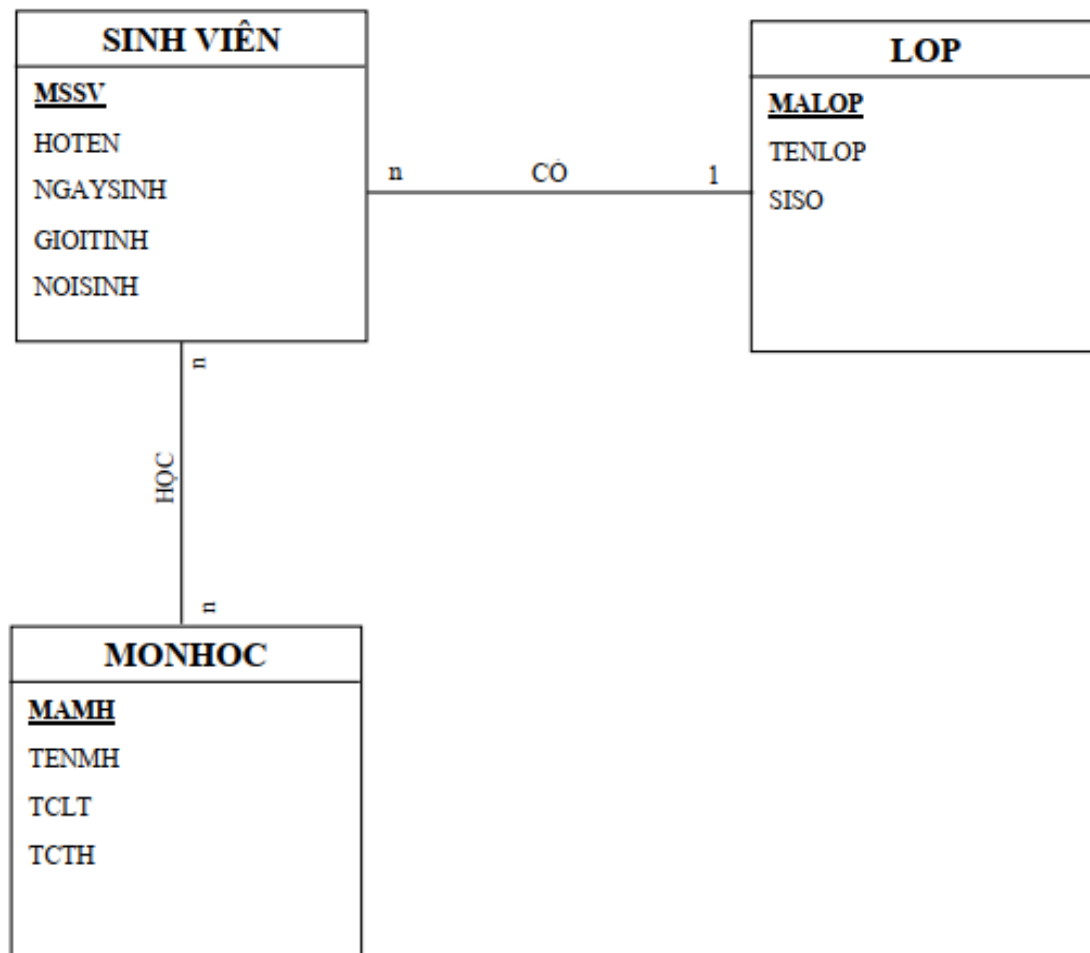 SINH VIÊN
MSSV
HOTEN
NGAYSINH
GIOITINH
NOISINH
n
CÓ
1
LOP
MALOP
TENLOP
SISO
n
HỌC
n
MONHOC
MAMH
TENMH
TCLT
TCTH